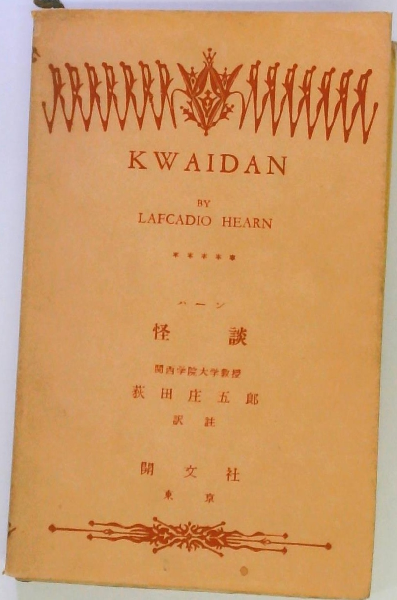 KWAIDAN
BY
LAFCADIO HEARN
*****
ハーン
怪談
関西学院大学教授
荻田庄五郎
訳註
開文社
東京